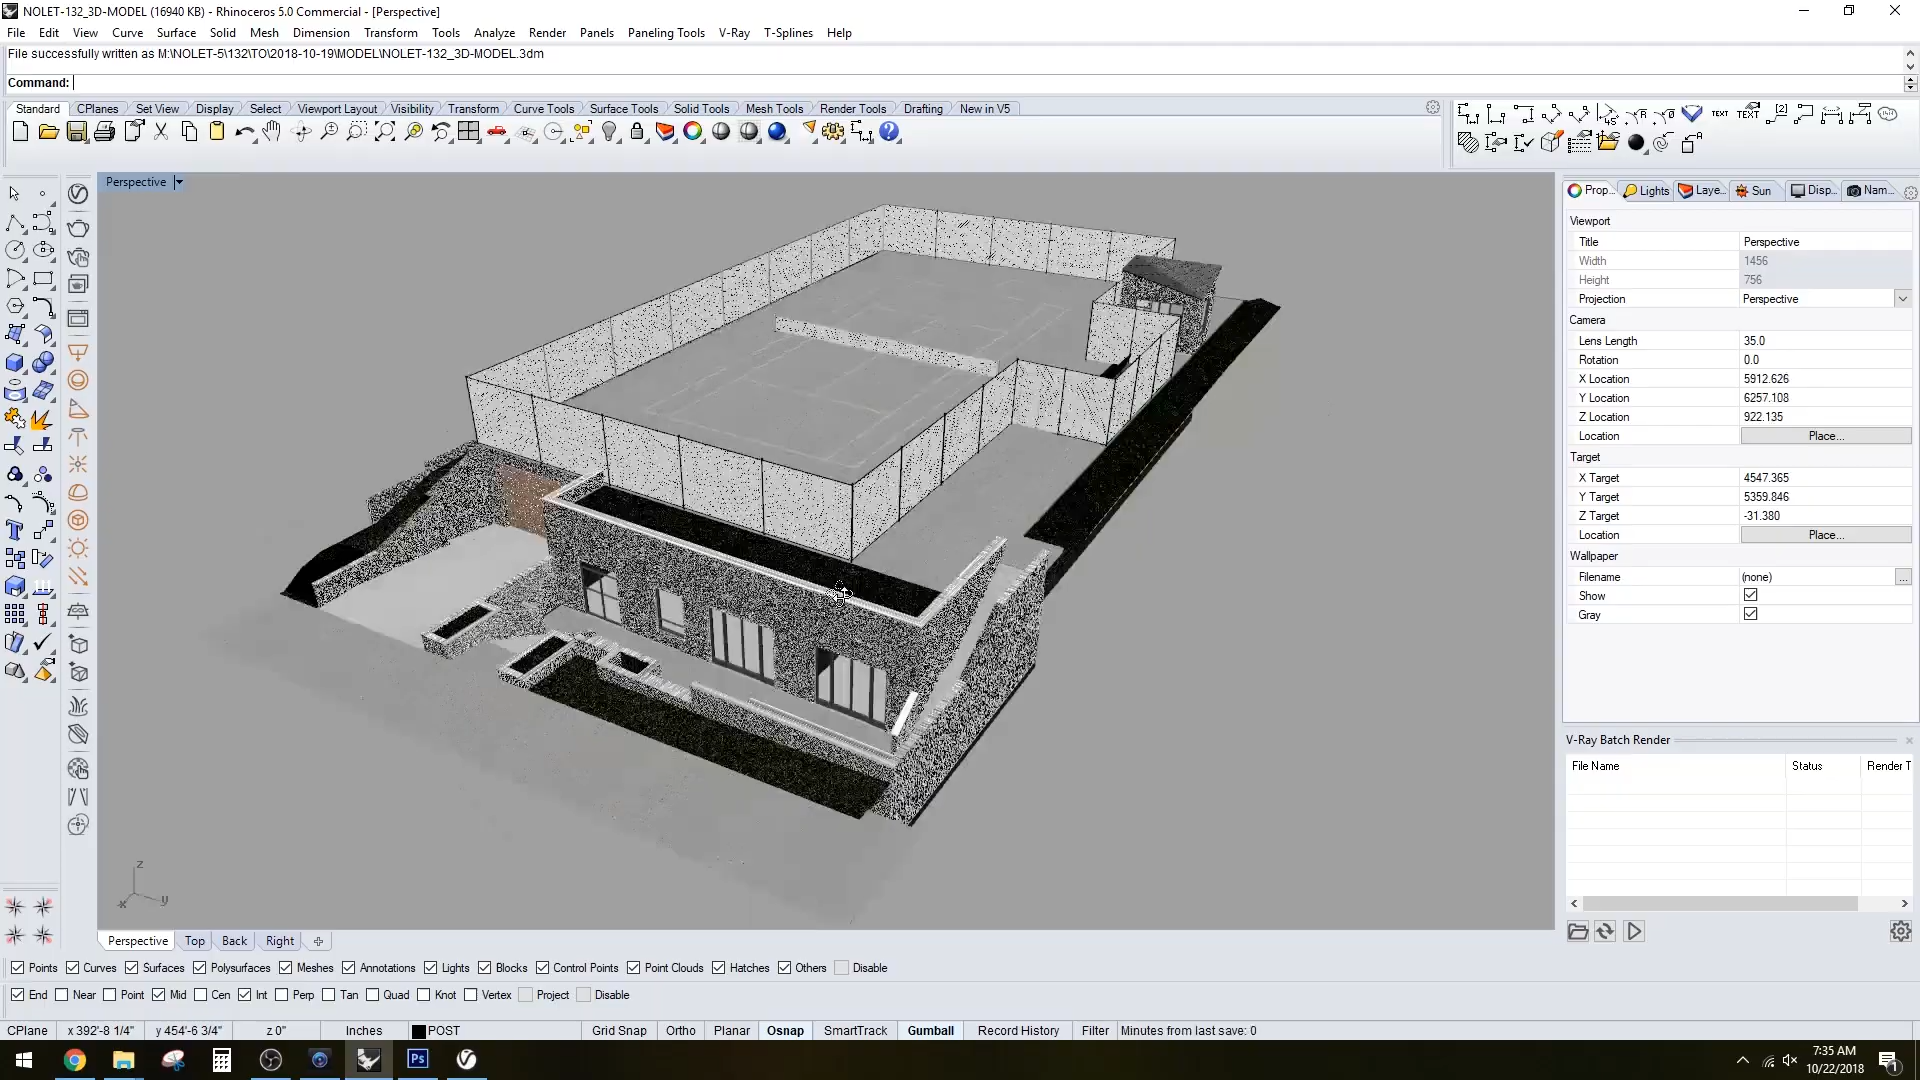 NOLET-132_3D-MODEL (16940 KB) - Rhinoceros 5.0 Commercial - [Perspective]
File Edit View Curve Surface Solid Mesh Dimension Transform Tools Analyze Render Panels Paneling Tools V-Ray T-Splines Help
File successfully written as M:\NOLET-5\132\TO\2018-10-19\MODEL\NOLET-132_3D-MODEL.3dm
Command:
Standard CPlanes Set View Display Select Viewport Layout Visibility Transform Curve Tools Surface Tools Solid Tools Mesh Tools Render Tools Drafting New in V5
TEXT TEXT
Perspective
Prop... Lights Laye... Sun Disp... Nam...
Viewport
Title Perspective
Width 1456
Height 756
Projection Perspective
Camera
Lens Length 35.0
Rotation 0.0
X Location 5912.626
Y Location 6257.108
Z Location 922.135
Location Place...
Target
X Target 4547.365
Y Target 5359.846
Z Target -31.380
Location Place...
Wallpaper
Filename (none) ...
Show
Gray
V-Ray Batch Render
File Name Status Render T
z
x y
Perspective Top Back Right
Points Curves Surfaces Polysurfaces Meshes Annotations Lights Blocks Control Points Point Clouds Hatches Others Disable
End Near Point Mid Cen Int Perp Tan Quad Knot Vertex Project Disable
CPlane x 392'-8 1/4" y 454'-6 3/4" z 0" Inches POST Grid Snap Ortho Planar Osnap SmartTrack Gumball Record History Filter Minutes from last save: 0
Ps
7:35 AM
10/22/2018
1